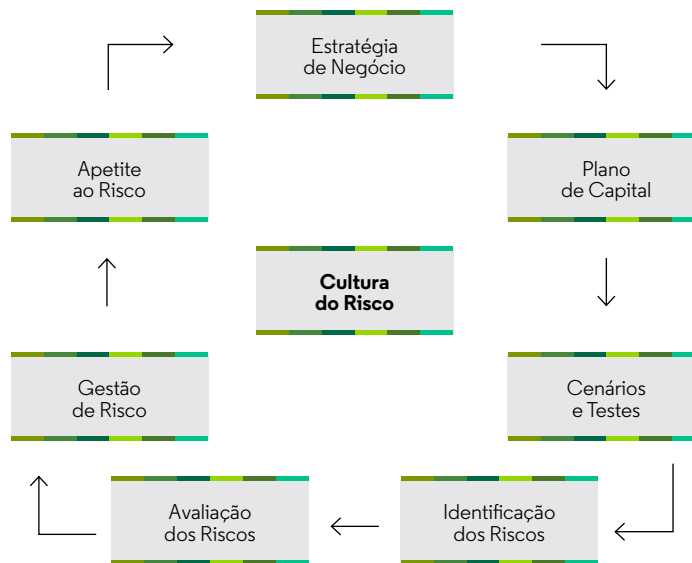 Estratégia
de Negócio
Apetite
ao Risco
Plano
de Capital
Cultura
do Risco
Gestão
de Risco
Cenários
e Testes
Avaliação
dos Riscos
Identificação
dos Riscos